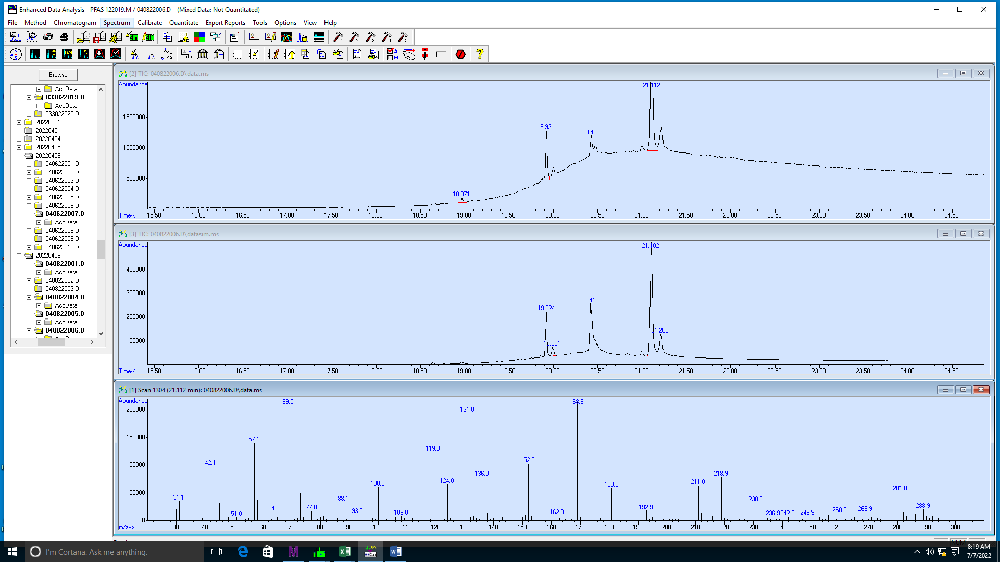 Enhanced Data Analysis - PFAS 122019.M / 040822006.D (Mixed Data: Not Quantitated)
File Method Chromatogram Spectrum Calibrate Quantitate Export Reports Tools Options View Help
Browse
AcqData
033022019.D
AcqData
033022020.D
20220331
20220401
20220404
20220405
20220406
040622001.D
040622002.D
040622003.D
040622004.D
040622005.D
040622006.D
040622007.D
AcqData
040622008.D
040622009.D
040622010.D
20220408
040822001.D
AcqData
040822002.D
040822003.D
040822004.D
AcqData
040822005.D
AcqData
040822006.D
[2] TIC: 040822006.D\data.ms
Abundance
21.112
1500000
19.921
20.430
1000000
500000
18.971
Time-->
15.50 16.00 16.50 17.00 17.50 18.00 18.50 19.00 19.50 20.00 20.50 21.00 21.50 22.00 22.50 23.00 23.50 24.00 24.50
[3] TIC: 040822006.D\datasim.ms
Abundance
21.102
400000
300000
20.419
19.924
200000
21.209
19.991
100000
Time-->
15.50 16.00 16.50 17.00 17.50 18.00 18.50 19.00 19.50 20.00 20.50 21.00 21.50 22.00 22.50 23.00 23.50 24.00 24.50
[1] Scan 1304 (21.112 min): 040822006.D\data.ms
Abundance
69.0 168.9
200000
131.0
57.1
150000
119.0
42.1 152.0
100000
136.0 218.9
124.0 211.0
100.0 180.9
281.0
50000
31.1 88.1 230.9
64.0 77.0 192.9 288.9
51.0 93.0 108.0 162.0 236.9 242.0 248.9 260.0 268.9
0
m/z-->
30 40 50 60 70 80 90 100 110 120 130 140 150 160 170 180 190 200 210 220 230 240 250 260 270 280 290 300
NUM
I'm Cortana. Ask me anything.
8:19 AM
7/7/2022